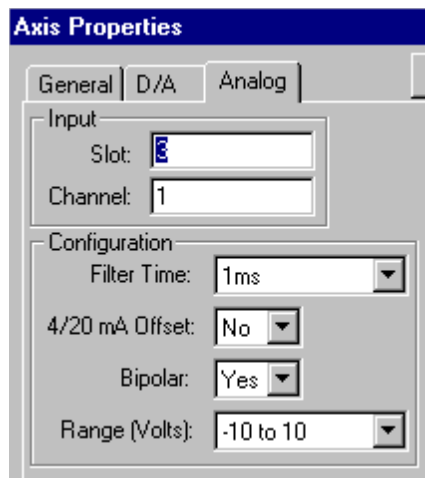 Axis Properties
General D/A Analog
Input
Slot: 3
Channel: 1
Configuration
Filter Time: 1ms
4/20 mA Offset: No
Bipolar: Yes
Range (Volts): -10 to 10